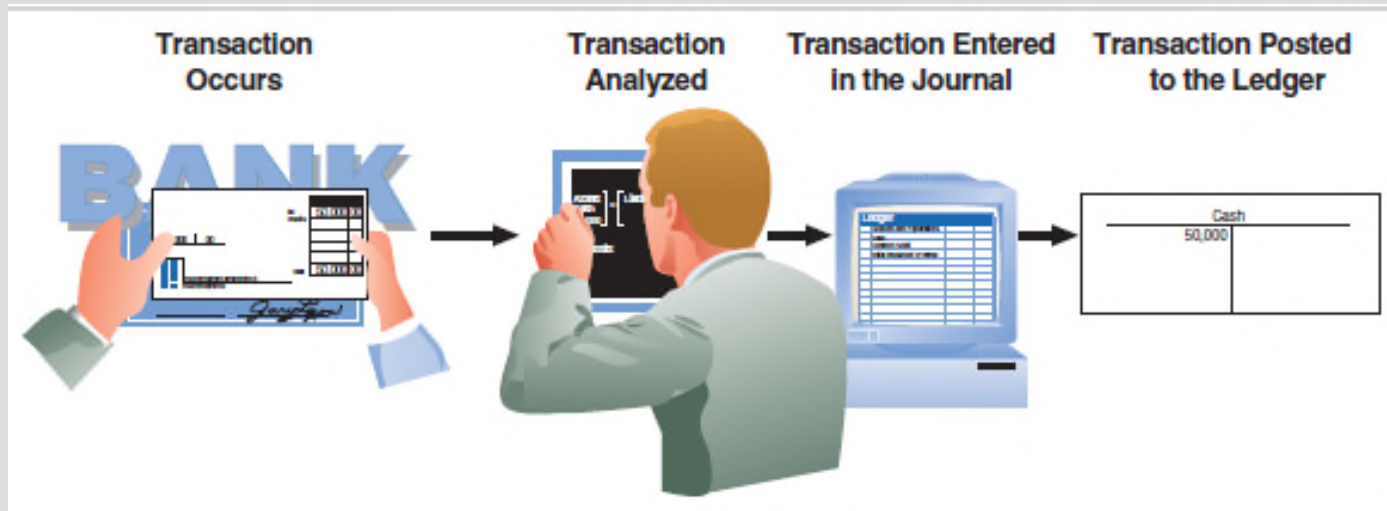 Transaction
Occurs
Transaction
Analyzed
Transaction Entered
in the Journal
Transaction Posted
to the Ledger
BANK
Ledger
Cash
50,000